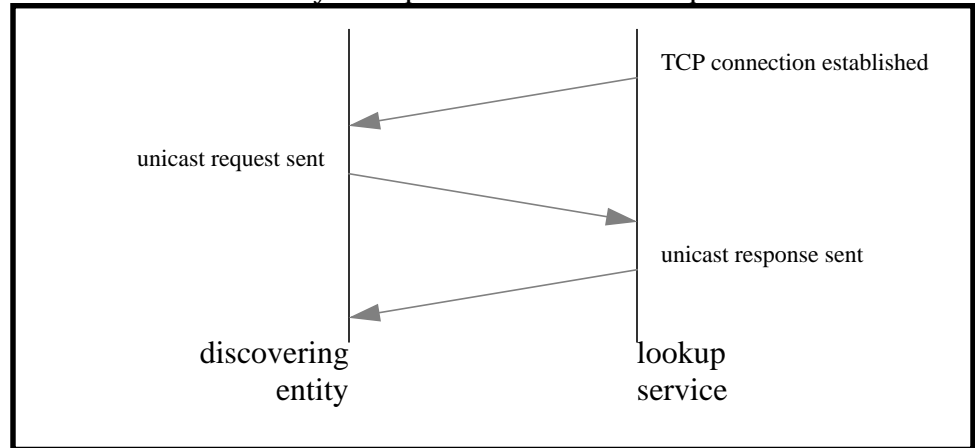 TCP connection established
unicast request sent
unicast response sent
discovering
entity
lookup
service